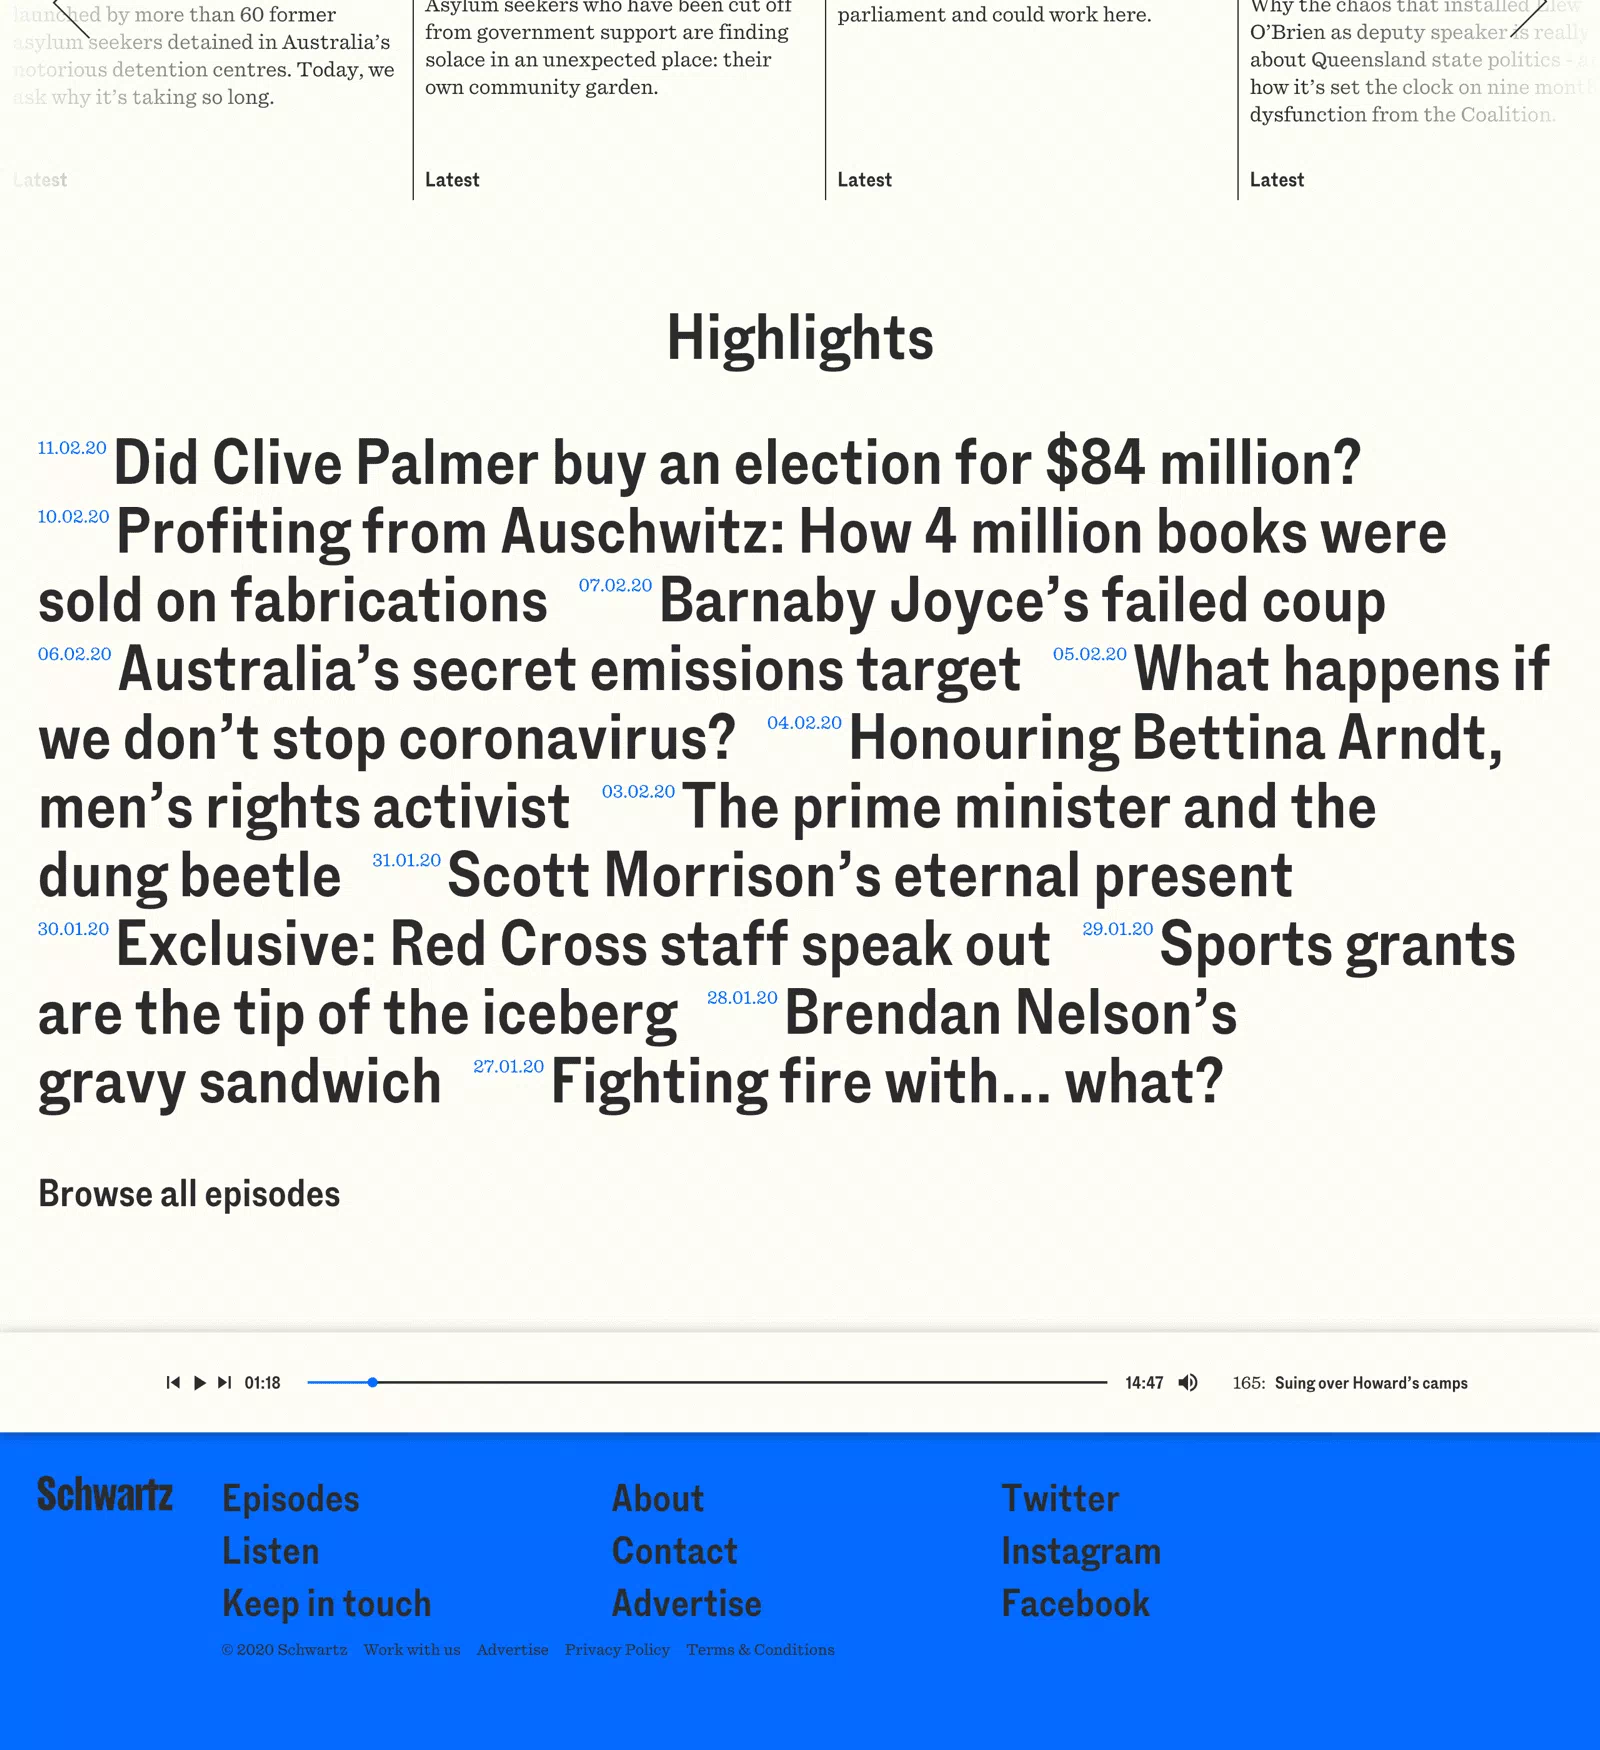 launched by more than 60 former
asylum seekers detained in Australia's
notorious detention centres. Today, we
ask why it's taking so long.
Latest
Asylum seekers who have been cut off
from government support are finding
solace in an unexpected place: their
own community garden.
Latest
parliament and could work here.
Latest
Why the chaos that installed Llew
O'Brien as deputy speaker is really
about Queensland state politics - a
how it's set the clock on nine month
dysfunction from the Coalition.
Latest
Highlights
11.02.20 Did Clive Palmer buy an election for $84 million?
10.02.20 Profiting from Auschwitz: How 4 million books were
sold on fabrications 07.02.20 Barnaby Joyce’s failed coup
06.02.20 Australia’s secret emissions target 05.02.20 What happens if
we don’t stop coronavirus? 04.02.20 Honouring Bettina Arndt,
men’s rights activist 03.02.20 The prime minister and the
dung beetle 31.01.20 Scott Morrison’s eternal present
30.01.20 Exclusive: Red Cross staff speak out 29.01.20 Sports grants
are the tip of the iceberg 28.01.20 Brendan Nelson’s
gravy sandwich 27.01.20 Fighting fire with... what?
Browse all episodes
01:18 14:47 165: Suing over Howard’s camps
Schwartz
Episodes
Listen
Keep in touch
About
Contact
Advertise
Twitter
Instagram
Facebook
© 2020 Schwartz Work with us Advertise Privacy Policy Terms & Conditions